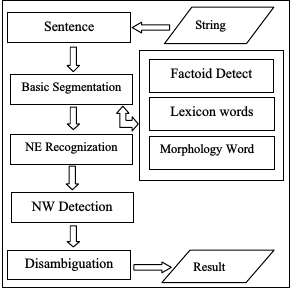 Sentence
String
Basic Segmentation
Factoid Detect
Lexicon words
Morphology Word
NE Recognization
NW Detection
Disambiguation
Result